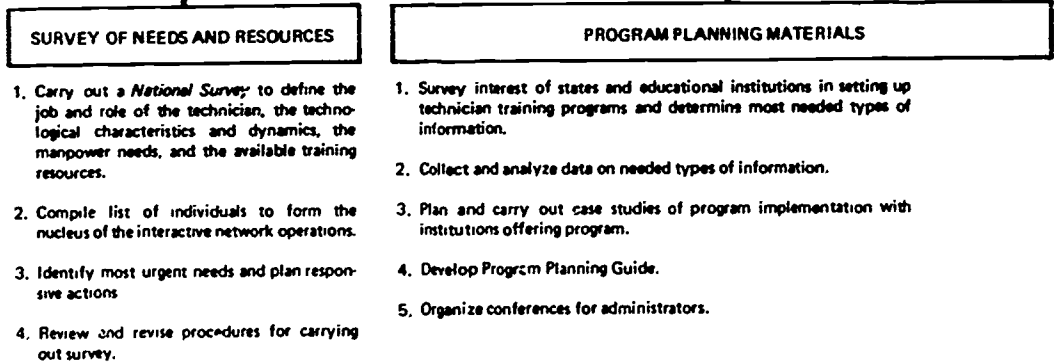 SURVEY OF NEEDS AND RESOURCES
1. Carry out a National Survey to define the
job and role of the technician, the techno-
logical characteristics and dynamics, the
manpower needs, and the available training
resources.
2. Compile list of individuals to form the
nucleus of the interactive network operations.
3. Identify most urgent needs and plan respon-
sive actions
4. Review and revise procedures for carrying
out survey.
PROGRAM PLANNING MATERIALS
1. Survey interest of states and educational institutions in setting up
technician training programs and determine most needed types of
information.
2. Collect and analyze data on needed types of information.
3. Plan and carry out case studies of program implementation with
institutions offering program.
4. Develop Program Planning Guide.
5. Organize conferences for administrators.